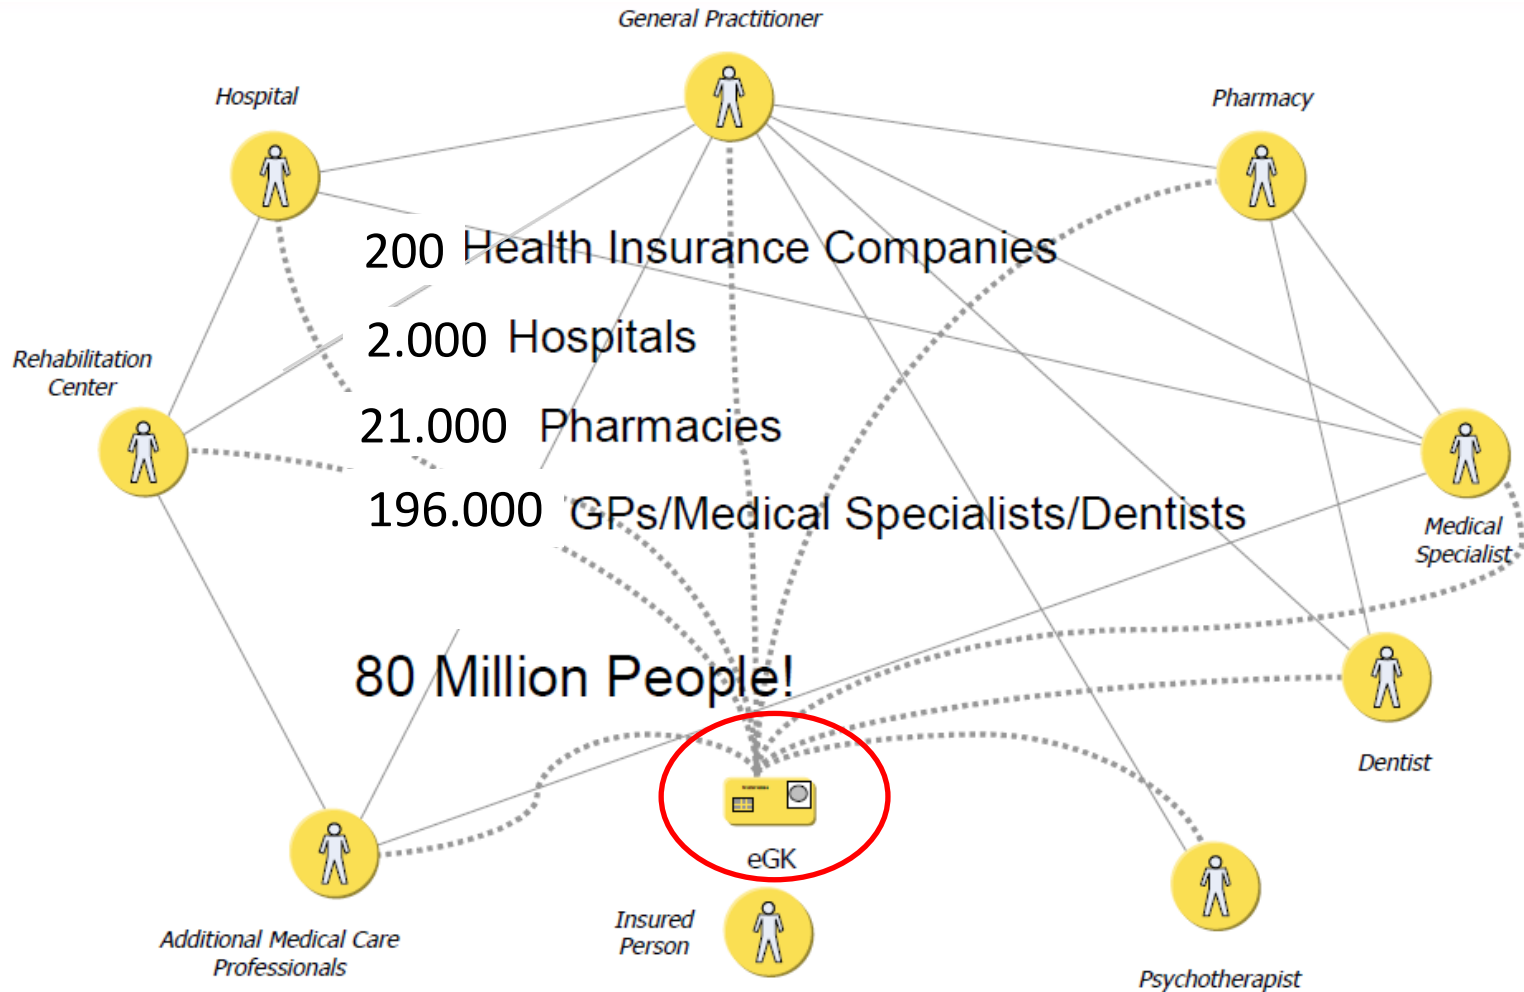 General Practitioner
Hospital
Pharmacy
200 Health Insurance Companies
2.000 Hospitals
Rehabilitation
Center
21.000 Pharmacies
196.000 GPs/Medical Specialists/Dentists
Medical
Specialist
80 Million People!
Dentist
eGK
Insured
Person
Additional Medical Care
Professionals
Psychotherapist